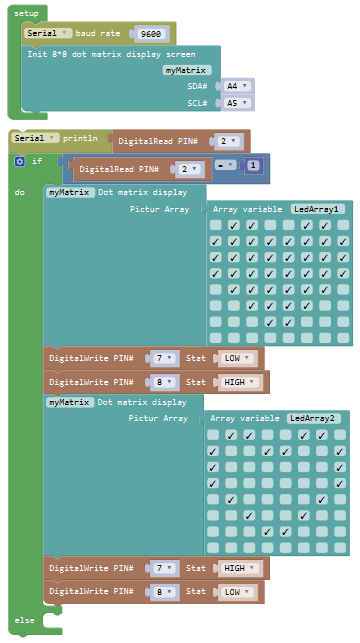 setup
Serial baud rate 9600
Init 8*8 dot matrix display screen
myMatrix
SDA# A4
SCL# A5
Serial println DigitalRead PIN# 2
if DigitalRead PIN# 2 = 1
do myMatrix Dot matrix display
Pictur Array Array variable LedArray1
DigitalWrite PIN# 7 Stat LOW
DigitalWrite PIN# 8 Stat HIGH
myMatrix Dot matrix display
Pictur Array Array variable LedArray2
DigitalWrite PIN# 7 Stat HIGH
DigitalWrite PIN# 8 Stat LOW
else